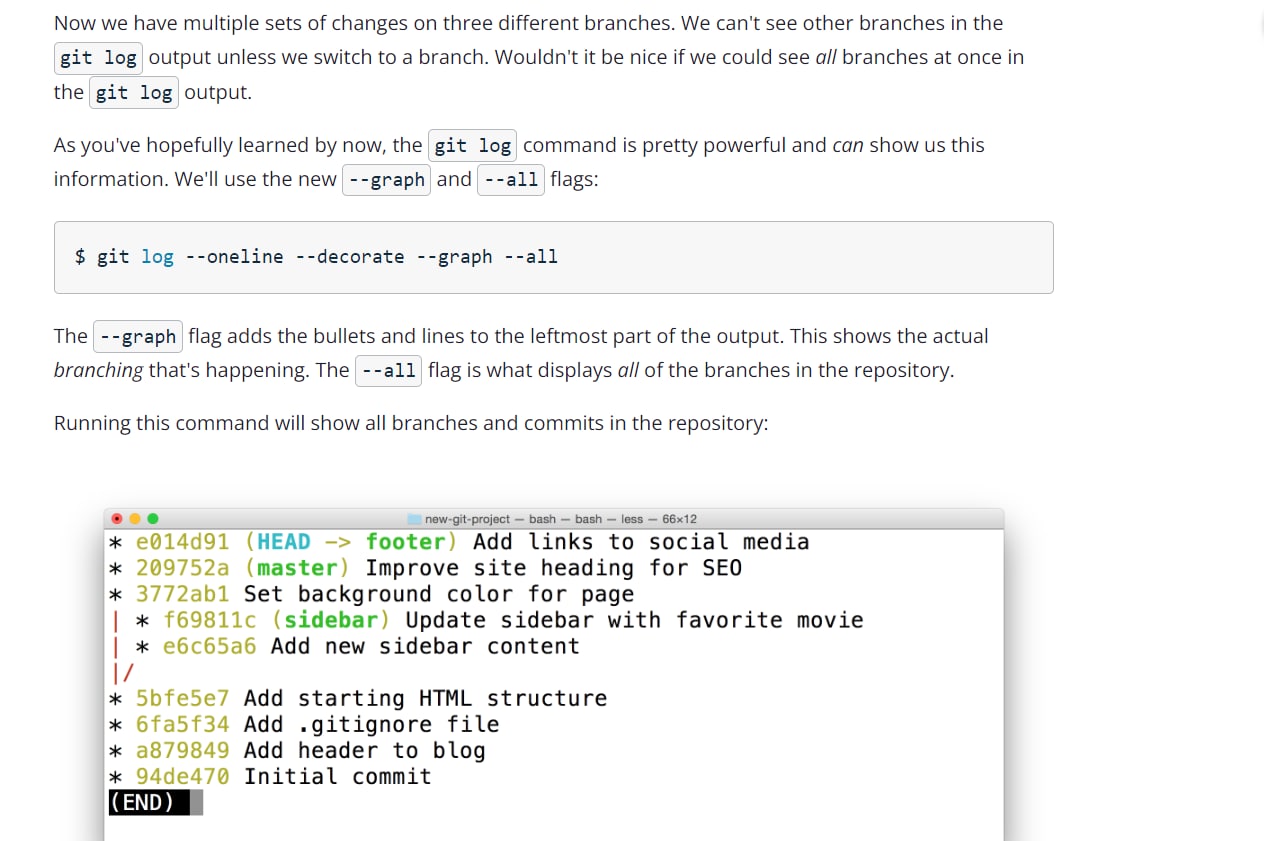 Now we have multiple sets of changes on three different branches. We can't see other branches in the
git log output unless we switch to a branch. Wouldn't it be nice if we could see all branches at once in
the git log output.
As you've hopefully learned by now, the git log command is pretty powerful and can show us this
information. We'll use the new --graph and --all flags:
$ git log --oneline --decorate --graph --all
The --graph flag adds the bullets and lines to the leftmost part of the output. This shows the actual
branching that's happening. The --all flag is what displays all of the branches in the repository.
Running this command will show all branches and commits in the repository:
new-git-project — bash — bash — less — 66×12
* e014d91 (HEAD -> footer) Add links to social media
* 209752a (master) Improve site heading for SEO
* 3772ab1 Set background color for page
| * f69811c (sidebar) Update sidebar with favorite movie
| * e6c65a6 Add new sidebar content
|/
* 5bfe5e7 Add starting HTML structure
* 6fa5f34 Add .gitignore file
* a879849 Add header to blog
* 94de470 Initial commit
(END)